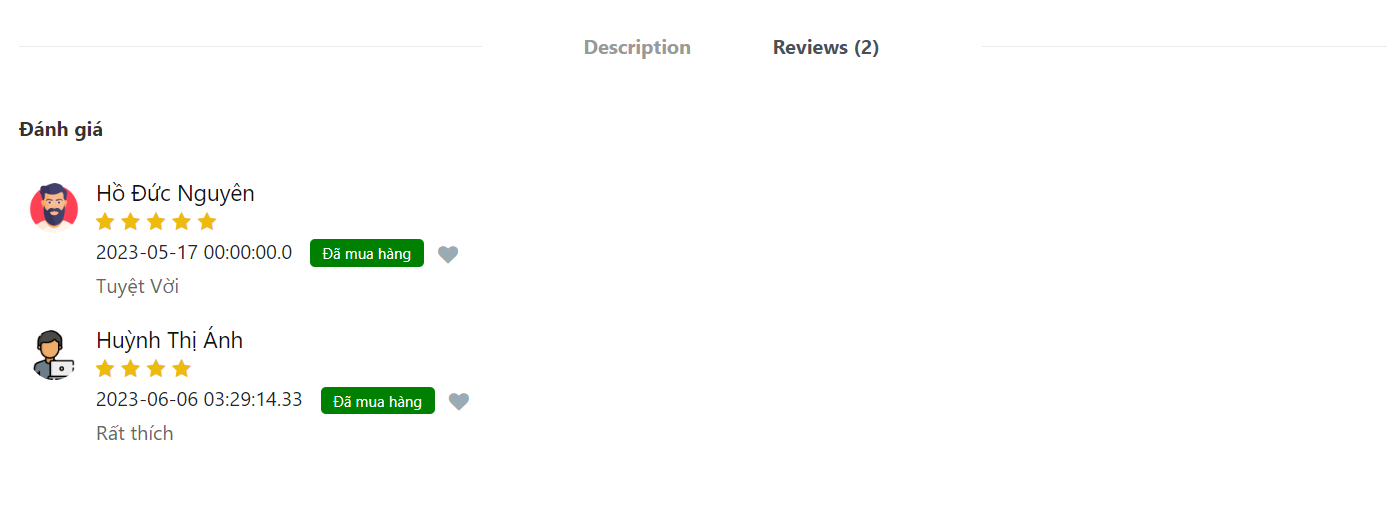 Description Reviews (2)
Đánh giá
Hồ Đức Nguyên
2023-05-17 00:00:00.0 Đã mua hàng
Tuyệt Vời
Huỳnh Thị Ánh
2023-06-06 03:29:14.33 Đã mua hàng
Rất thích